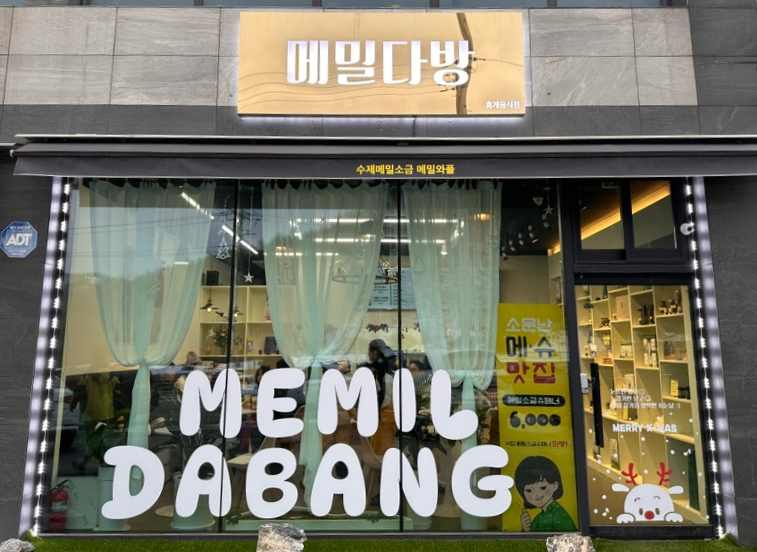 메밀다방
휴게음식점
수제메밀소금 메밀와플
ADT
소문난
메·슈
맛집
메밀소금슈페너
6,000
MEMIL
DABANG
MERRY X-MAS